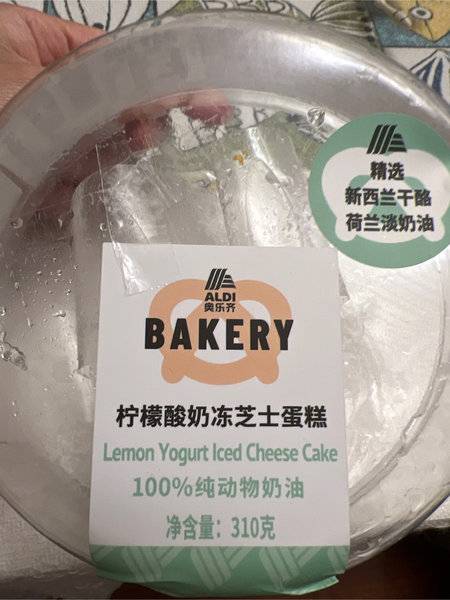 精选
新西兰干酪
荷兰淡奶油
ALDI
奥乐齐
BAKERY
柠檬酸奶冻芝士蛋糕
Lemon Yogurt Iced Cheese Cake
100%纯动物奶油
净含量：310克